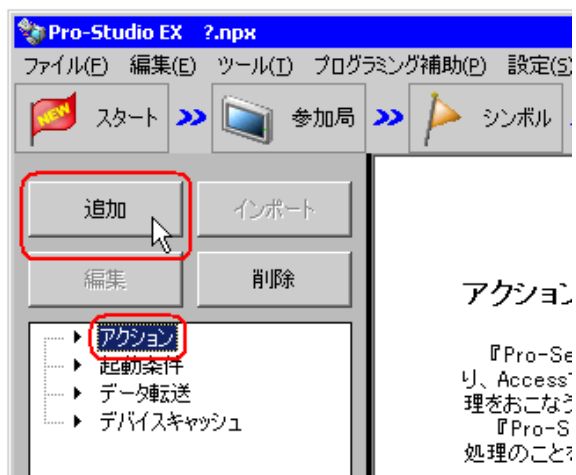 Pro-Studio EX ?.npx
ファイル(F) 編集(E) ツール(T) プログラミング補助(P) 設定(S)
NEW スタート 参加局 シンボル
追加 インポート
編集 削除
アクション
アクション
起動条件
『Pro-Se
データ転送
り、Access
デバイスキャッシュ
理をおこなう
『Pro-S
処理のことを